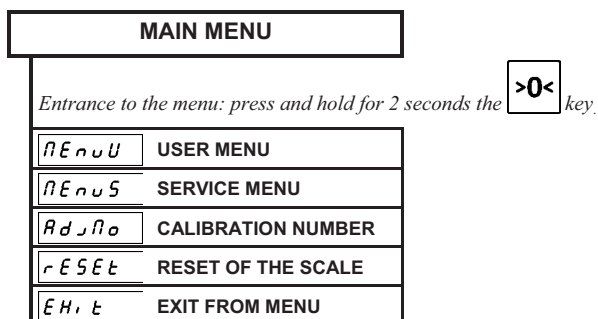 MAIN MENU
Entrance to the menu: press and hold for 2 seconds the >0< key
MEnuU USER MENU
MEnuS SERVICE MENU
AdJNo CALIBRATION NUMBER
rESEt RESET OF THE SCALE
EHit EXIT FROM MENU